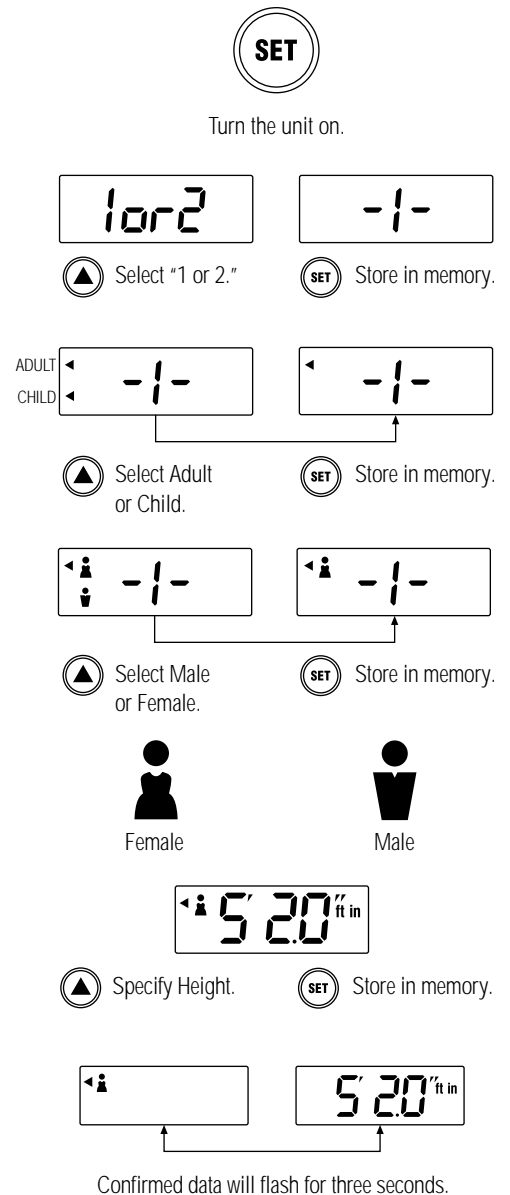 SET
Turn the unit on.
1or2 -1-
Select "1 or 2." SET Store in memory.
ADULT -1- -1-
CHILD
Select Adult SET Store in memory.
or Child.
-1- -1-
Select Male SET Store in memory.
or Female.
Female Male
5' 2.0" ft in
Specify Height. SET Store in memory.
5' 2.0" ft in
Confirmed data will flash for three seconds.